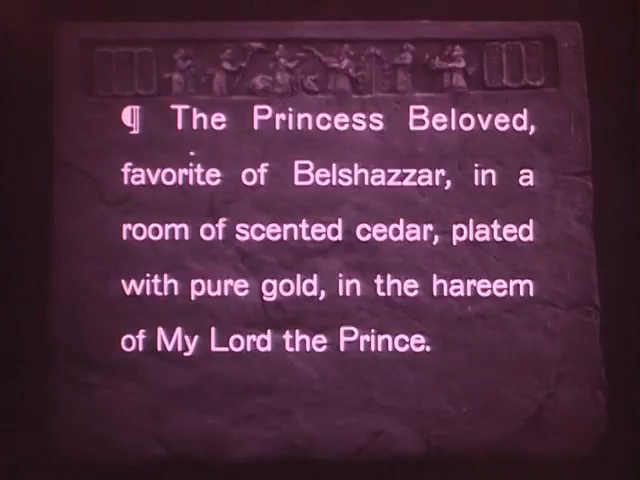 ¶ The Princess Beloved,
favorite of Belshazzar, in a
room of scented cedar, plated
with pure gold, in the hareem
of My Lord the Prince.